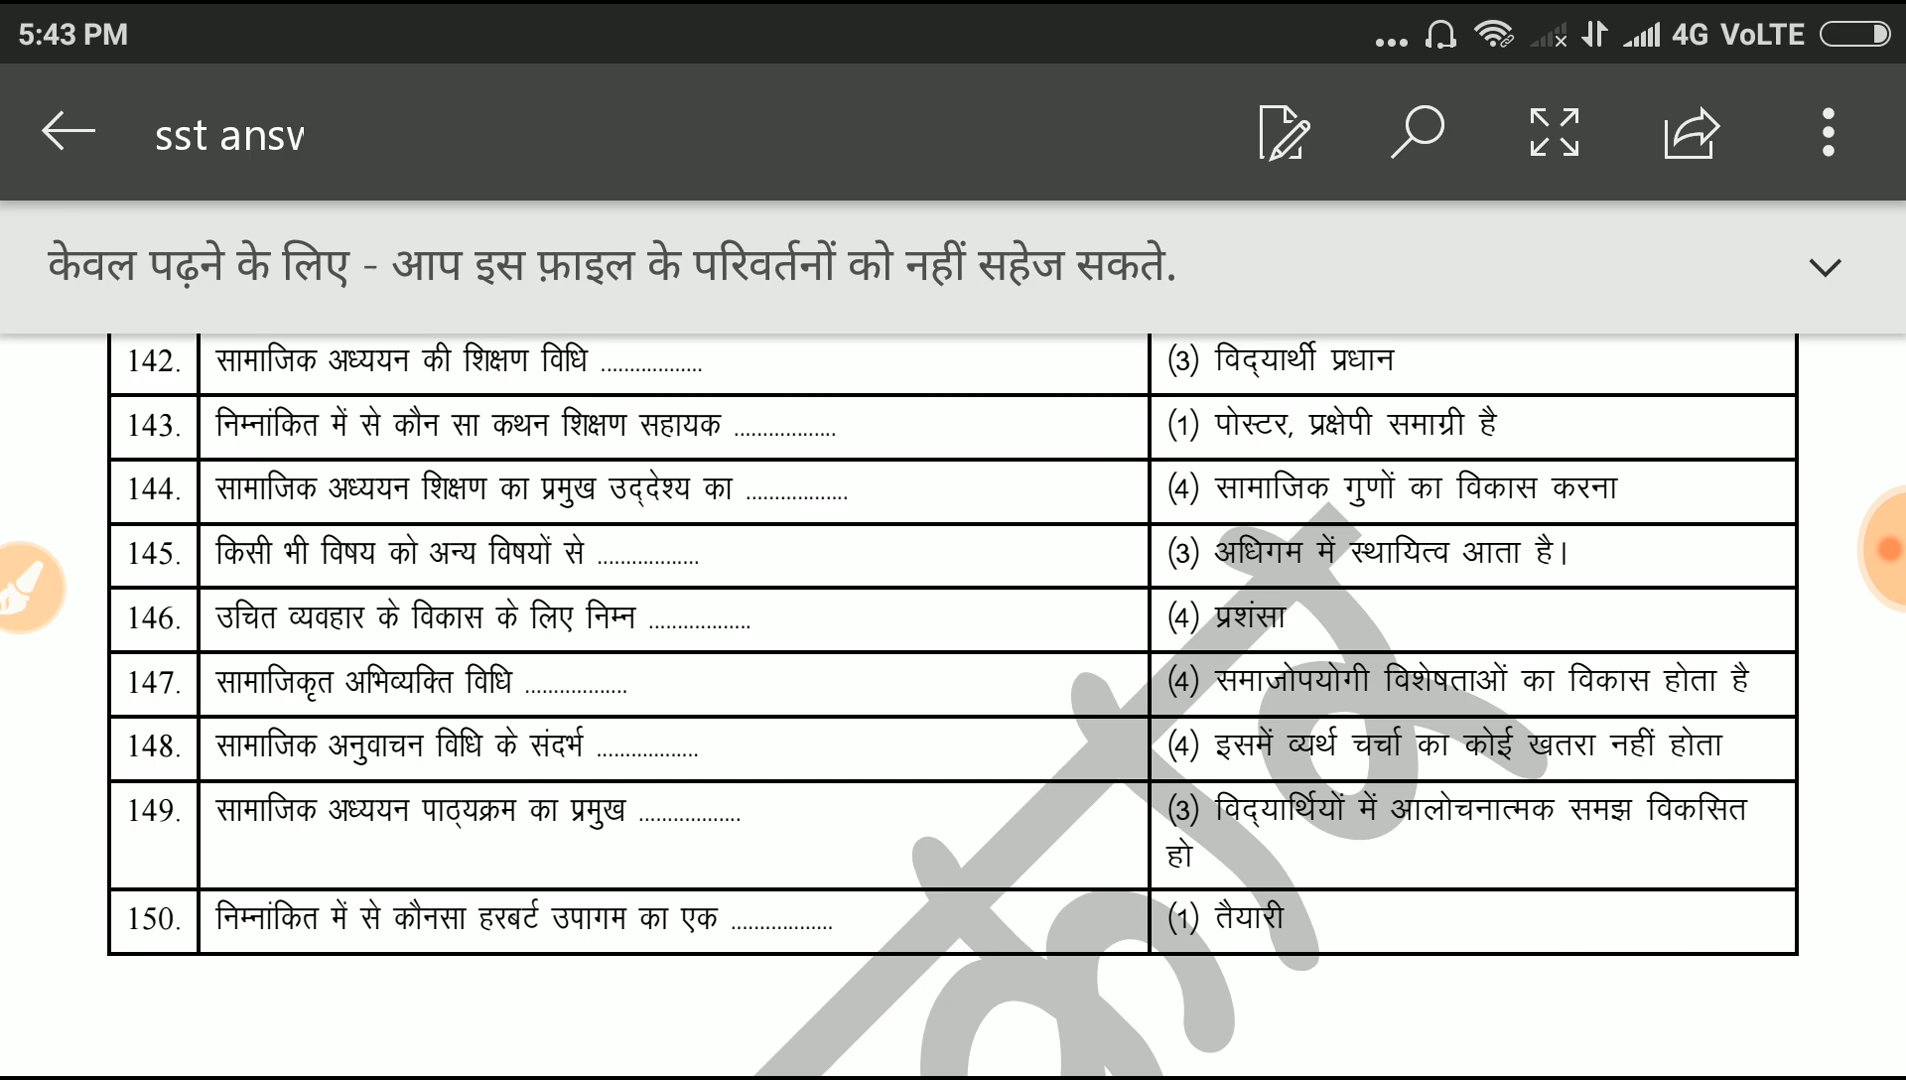 5:43 PM
4G VoLTE
sst answ
केवल पढ़ने के लिए - आप इस फ़ाइल के परिवर्तनों को नहीं सहेज सकते.
142. सामाजिक अध्ययन की शिक्षण विधि .................. (3) विद्यार्थी प्रधान
143. निम्नांकित में से कौन सा कथन शिक्षण सहायक .................. (1) पोस्टर, प्रक्षेपी समाग्री है
144. सामाजिक अध्ययन शिक्षण का प्रमुख उद्देश्य का .................. (4) सामाजिक गुणों का विकास करना
145. किसी भी विषय को अन्य विषयों से .................. (3) अधिगम में स्थायित्व आता है।
146. उचित व्यवहार के विकास के लिए निम्न .................. (4) प्रशंसा
147. सामाजिकृत अभिव्यक्ति विधि .................. (4) समाजोपयोगी विशेषताओं का विकास होता है
148. सामाजिक अनुवाचन विधि के संदर्भ .................. (4) इसमें व्यर्थ चर्चा का कोई खतरा नहीं होता
149. सामाजिक अध्ययन पाठ्यक्रम का प्रमुख .................. (3) विद्यार्थियों में आलोचनात्मक समझ विकसित
हो
150. निम्नांकित में से कौनसा हरबर्ट उपागम का एक .................. (1) तैयारी